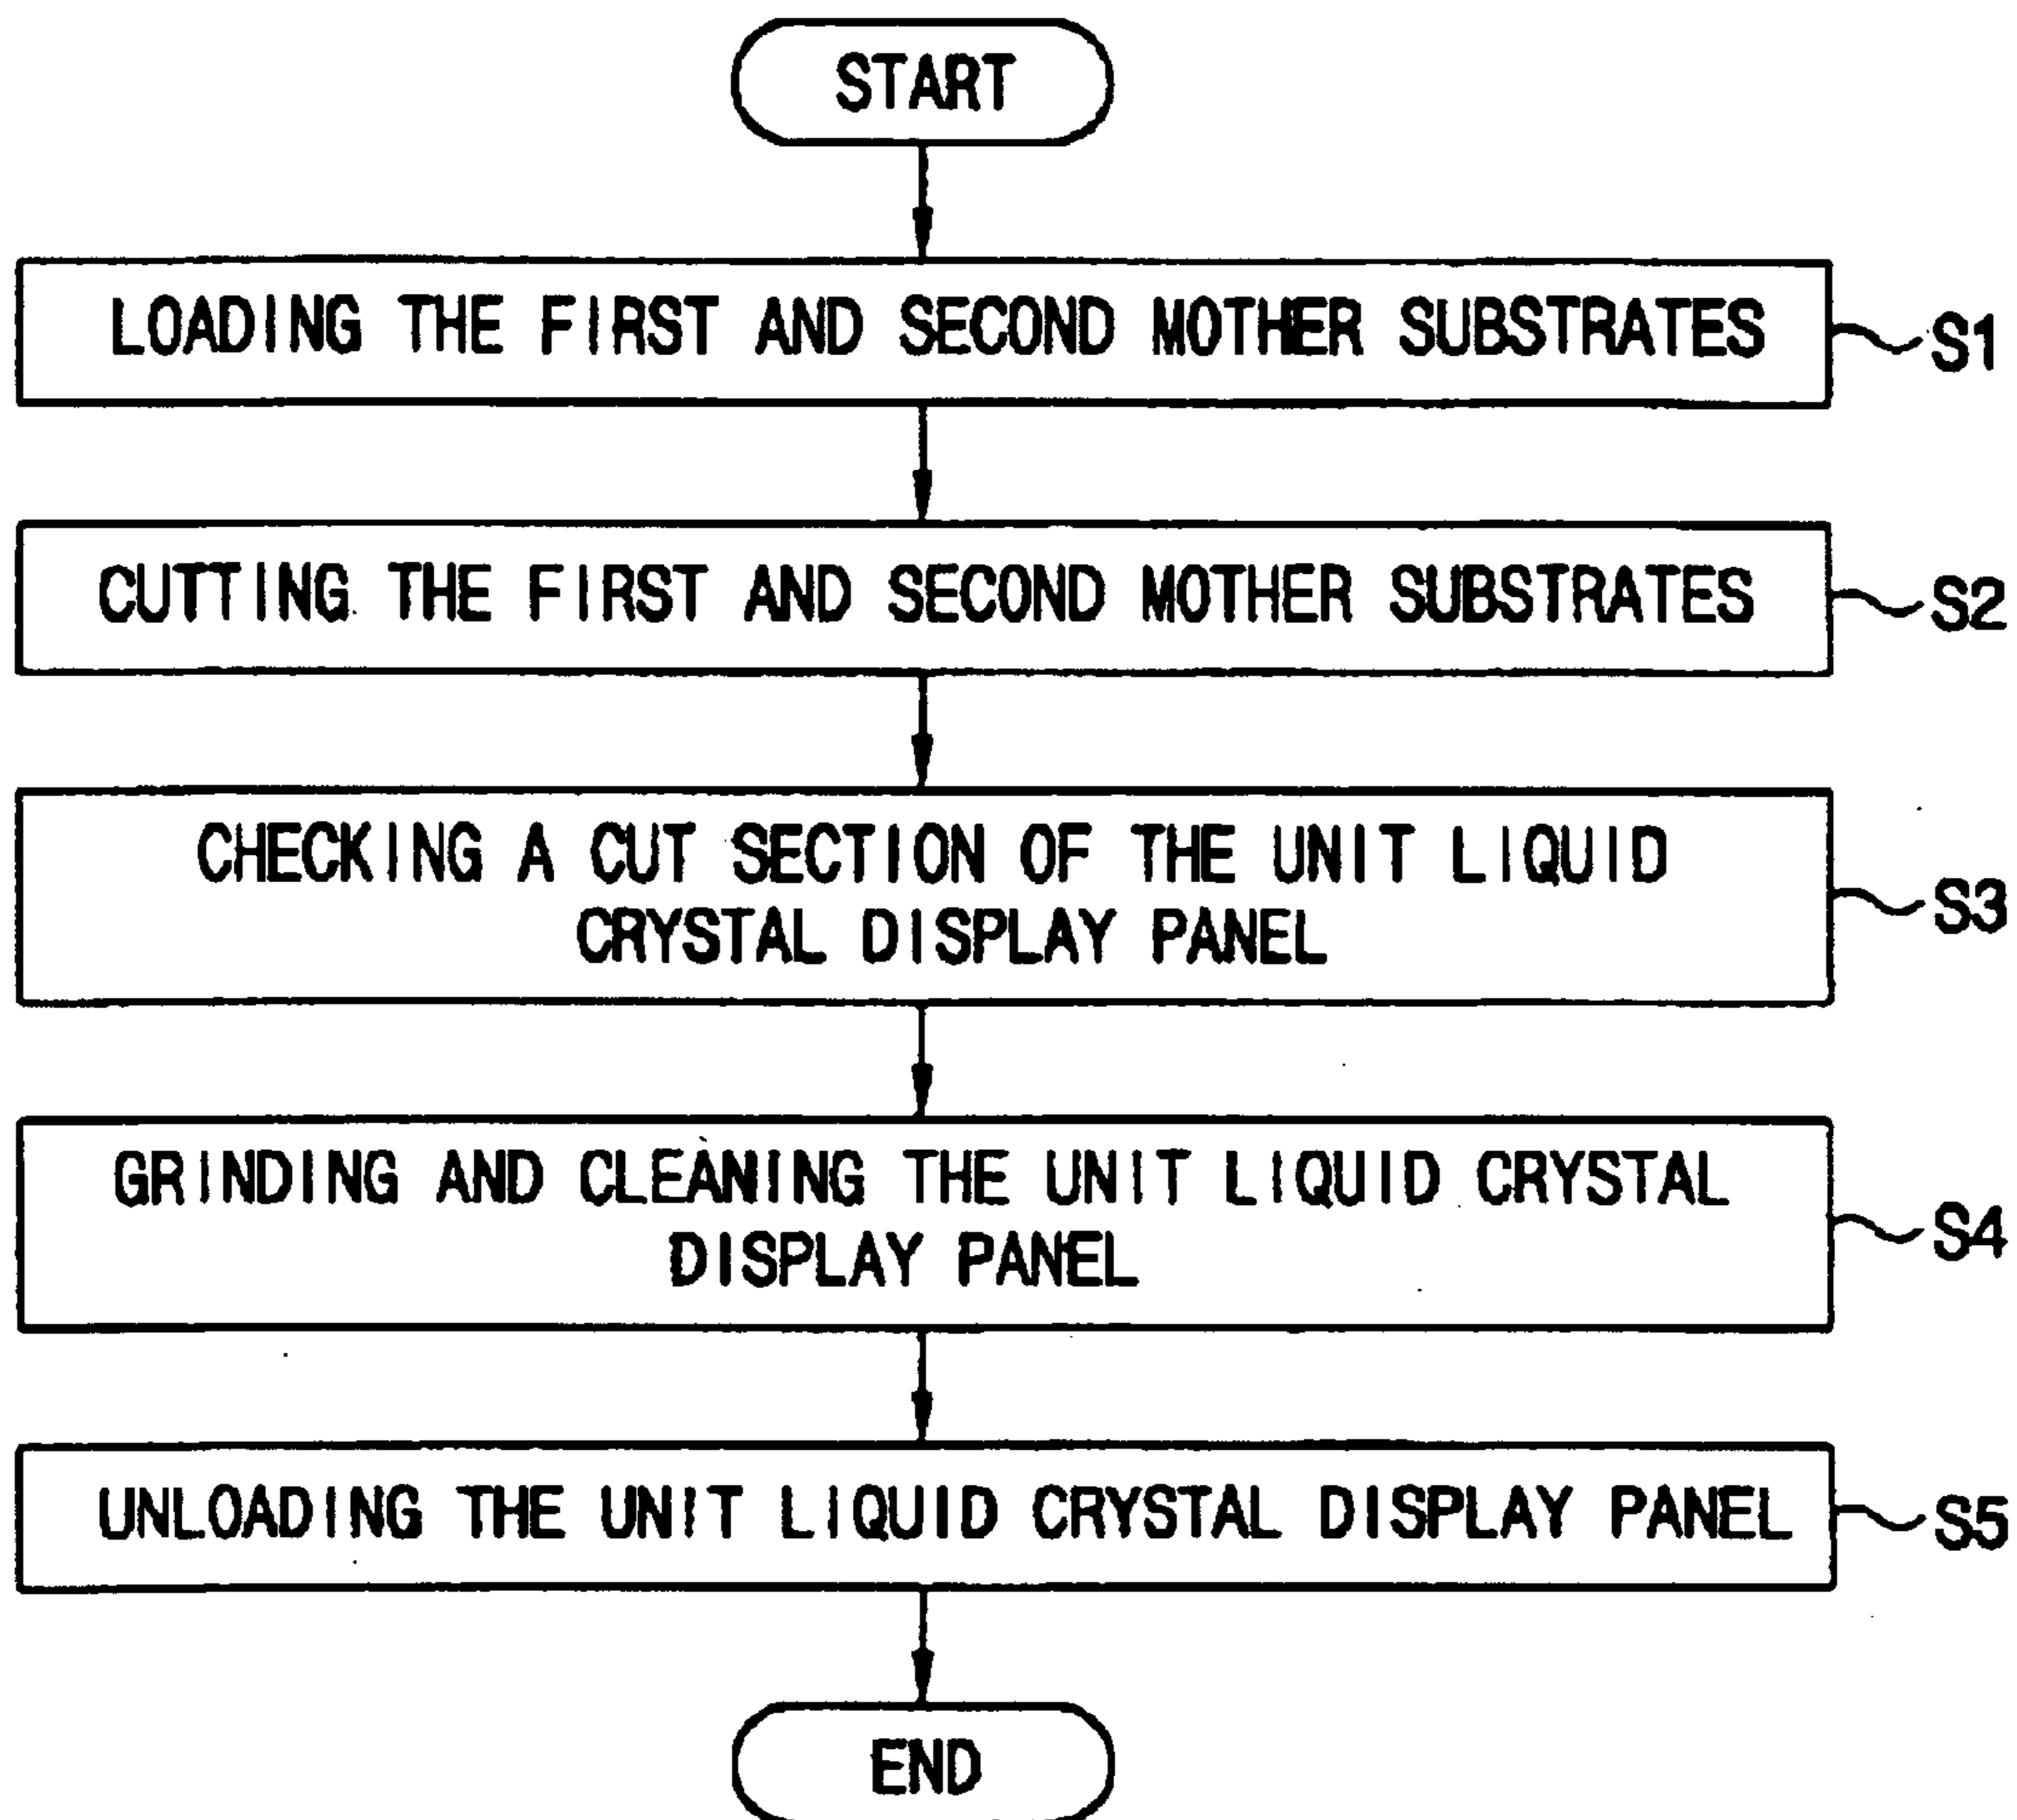 START
LOADING THE FIRST AND SECOND MOTHER SUBSTRATES
S1
CUTTING THE FIRST AND SECOND MOTHER SUBSTRATES
S2
CHECKING A CUT SECTION OF THE UNIT LIQUID
CRYSTAL DISPLAY PANEL
S3
GRINDING AND CLEANING THE UNIT LIQUID CRYSTAL
DISPLAY PANEL
S4
UNLOADING THE UNIT LIQUID CRYSTAL DISPLAY PANEL
S5
END